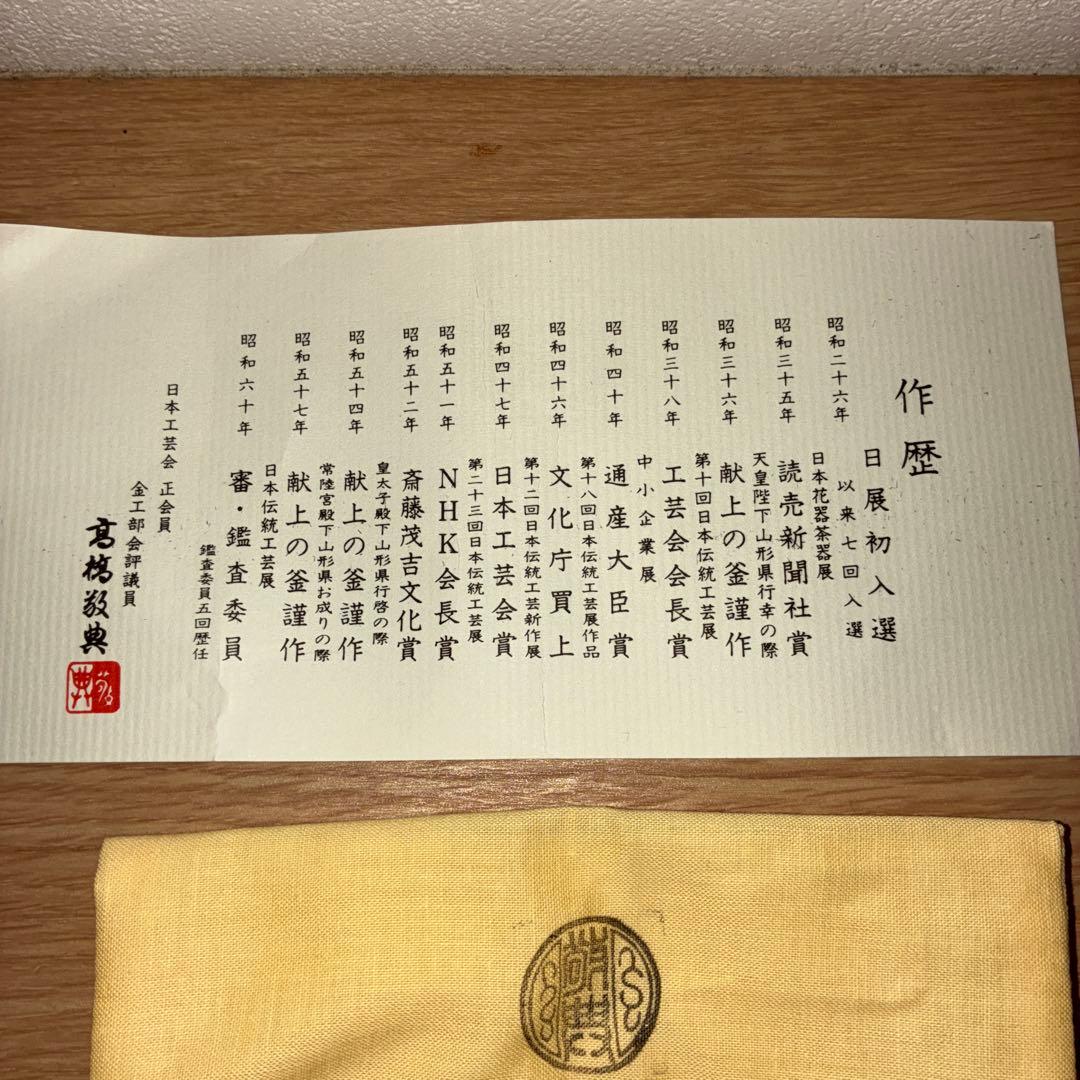 作歴
昭和二十六年 日展初入選
以来七回入選
日本花器茶器展
昭和三十五年 読売新聞社賞
天皇陛下山形県行幸の際
昭和三十六年 献上の釜謹作
第十回日本伝統工芸展
昭和三十八年 工芸会会長賞
中小企業展
昭和四十年 通産大臣賞
第十八回日本伝統工芸展作品
昭和四十六年 文化庁買上
第十二回日本伝統工芸新作展
昭和四十七年 日本工芸会賞
第二十三回日本伝統工芸展
昭和五十一年 NHK会長賞
昭和五十二年 斎藤茂吉文化賞
皇太子殿下山形県行啓の際
昭和五十四年 献上の釜謹作
常陸宮殿下山形県お成りの際
昭和五十七年 献上の釜謹作
日本伝統工芸展
昭和六十年 審・鑑査委員
鑑査委員五回歴任
日本工芸会 正会員
金工部会評議員
高橋敬典